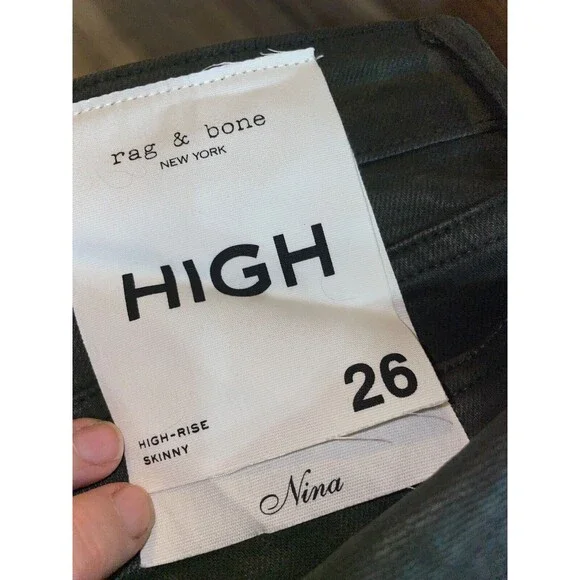 rag & bone
NEW YORK
HIGH
26
HIGH-RISE
SKINNY
Nina